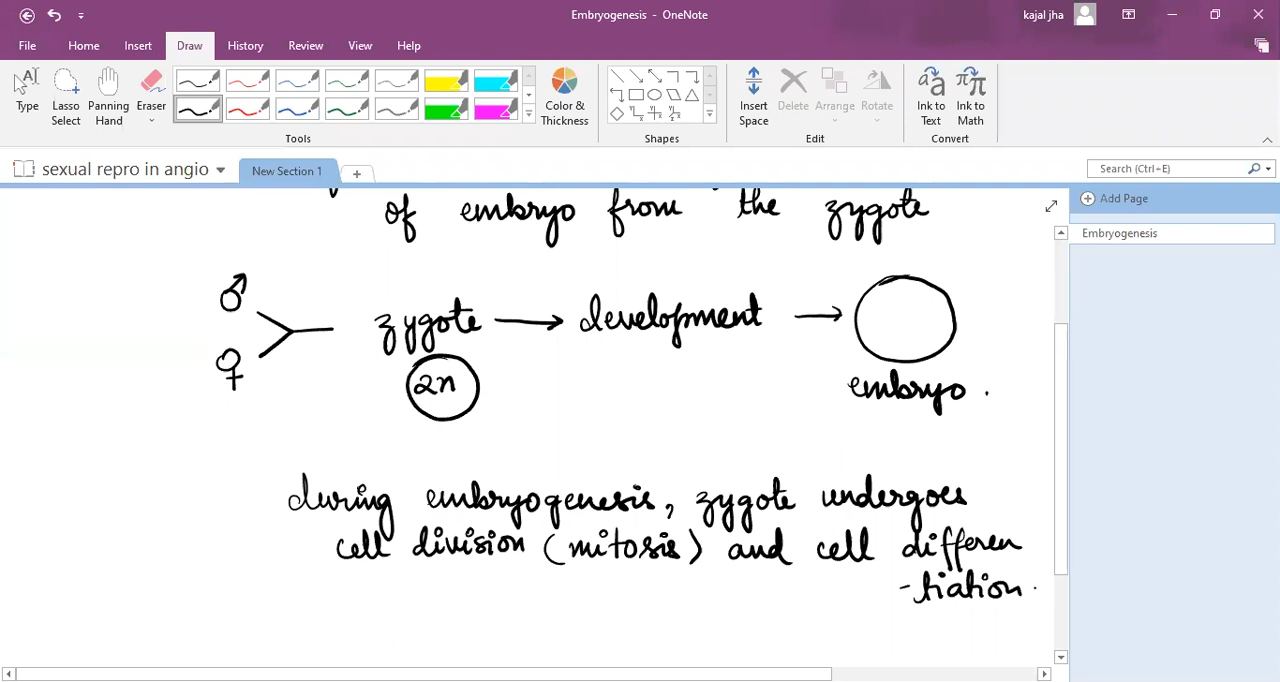 Embryogenesis - OneNote
kajal jha
File Home Insert Draw History Review View Help
Type
Lasso Select
Panning Hand
Eraser
Color & Thickness
Insert Space
Delete
Arrange
Rotate
Ink to Text
Ink to Math
Tools
Shapes
Edit
Convert
sexual repro in angio
New Section 1
Search (Ctrl+E)
Add Page
Embryogenesis
of embryo from the zygote
♂
♀
zygote → development →
2n
embryo.
during embryogenesis, zygote undergoes
cell division (mitosis) and cell differen
-tiation.